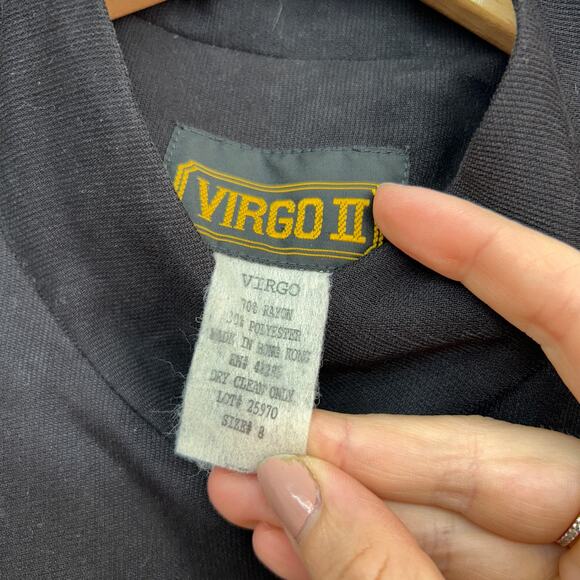 VIRGO II
VIRGO
70% RAYON
30% POLYESTER
MADE IN HONG KONG
RN#
DRY CLEAN ONLY
LOT# 25970
SIZE# 8